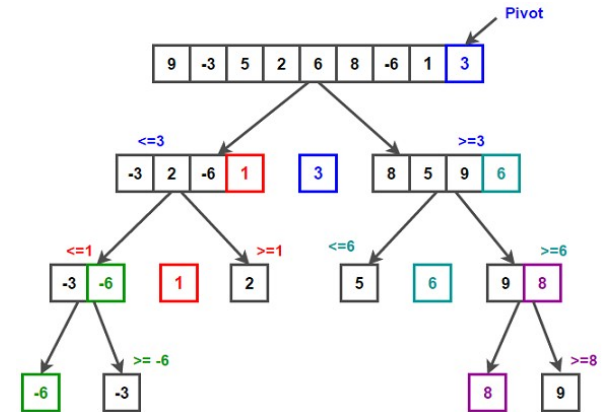 Pivot
9 -3 5 2 6 8 -6 1 3
<=3 >=3
-3 2 -6 1 3 8 5 9 6
<=1 >=1 <=6 >=6
-3 -6 1 2 5 6 9 8
>= -6 >=8
-6 -3 8 9